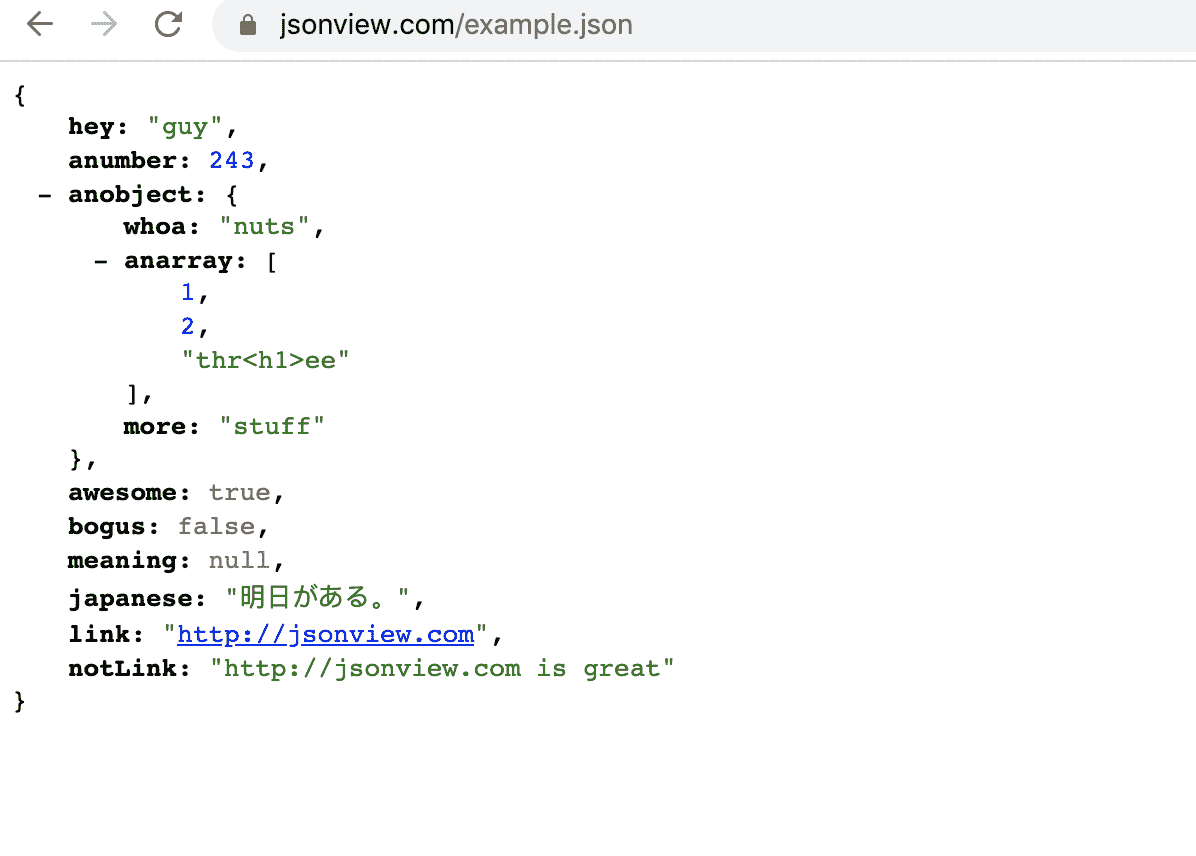 jsonview.com/example.json
{
hey: "guy",
anumber: 243,
- anobject: {
whoa: "nuts",
- anarray: [
1,
2,
"thr<h1>ee"
],
more: "stuff"
},
awesome: true,
bogus: false,
meaning: null,
japanese: "明日がある。",
link: "http://jsonview.com",
notLink: "http://jsonview.com is great"
}